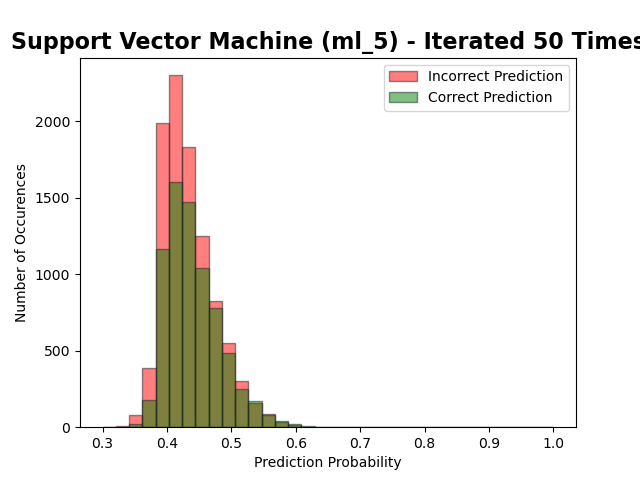 Support Vector Machine (ml_5) - Iterated 50 Times
Incorrect Prediction
Correct Prediction
Number of Occurences
2000
1500
1000
500
0
0.3 0.4 0.5 0.6 0.7 0.8 0.9 1.0
Prediction Probability